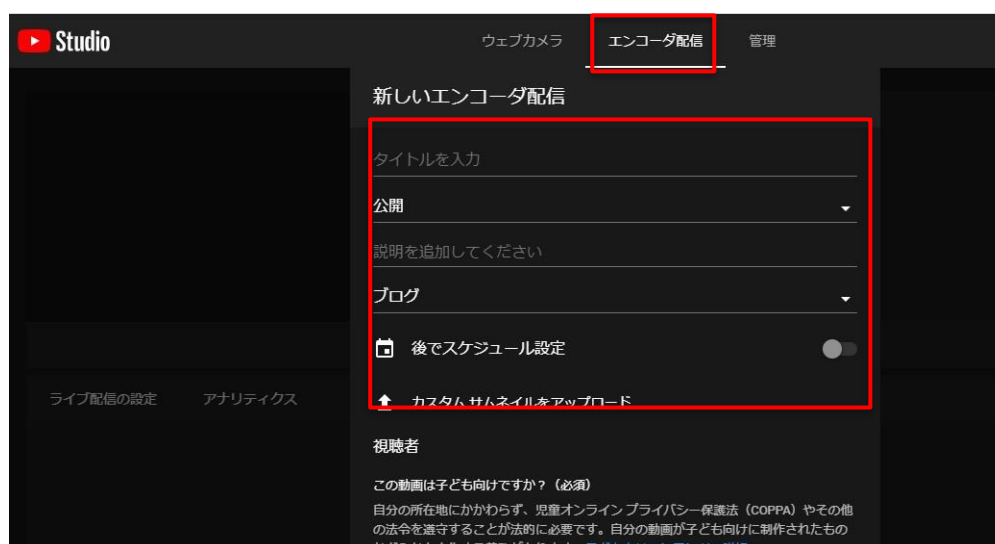 Studio
ウェブカメラ エンコーダ配信 管理
新しいエンコーダ配信
タイトルを入力
公開
説明を追加してください
ブログ
後でスケジュール設定
カスタム サムネイルをアップロード
ライブ配信の設定 アナリティクス
視聴者
この動画は子ども向けですか？（必須）
自分の所在地にかかわらず、児童オンライン プライバシー保護法（COPPA）やその他
の法令を遵守することが法的に必要です。自分の動画が子ども向けに制作されたもの